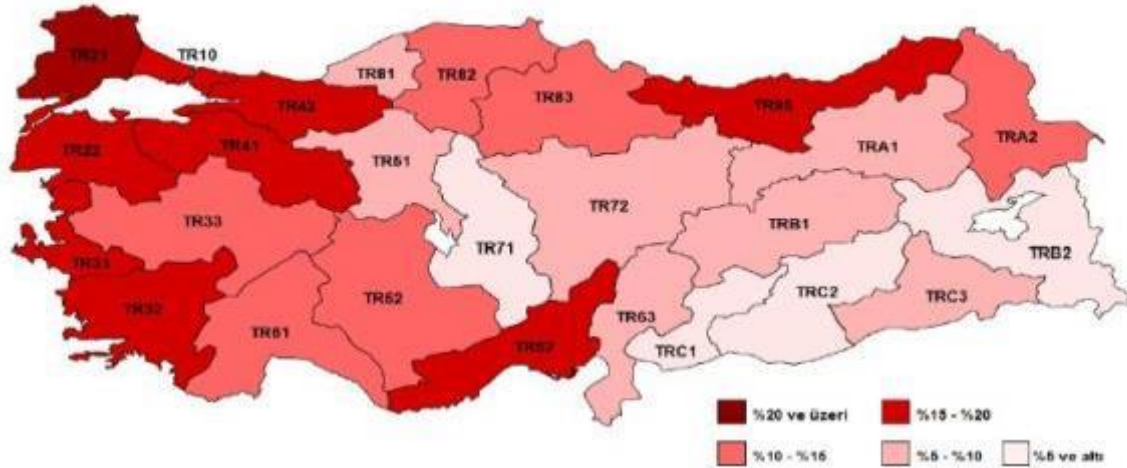 TR21
TR10
TR81
TR82
TR83
TR90
TRA2
TR42
TR22
TR41
TR51
TRA1
TR72
TR33
TR71
TRB1
TRB2
TR31
TR32
TR52
TRC2
TRC3
TR61
TR62
TR63
TRC1
%20 ve üzeri
%15 - %20
%10 - %15
%5 - %10
%5 ve altı